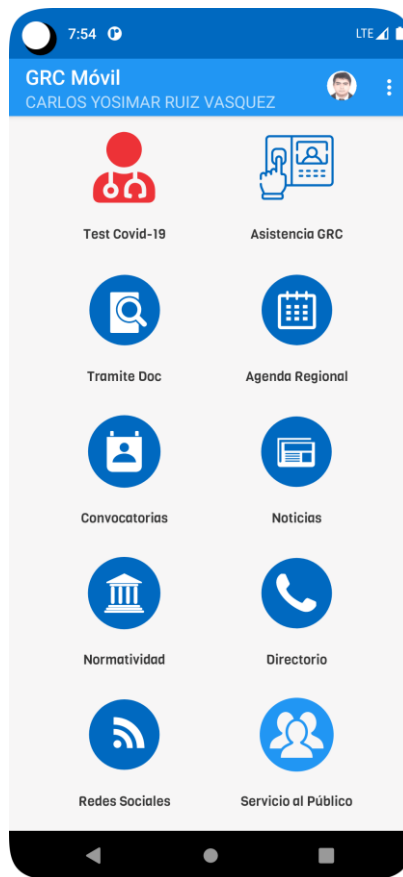 7:54 LTE
GRC Móvil
CARLOS YOSIMAR RUIZ VASQUEZ
Test Covid-19 Asistencia GRC
Tramite Doc Agenda Regional
Convocatorias Noticias
Normatividad Directorio
Redes Sociales Servicio al Público